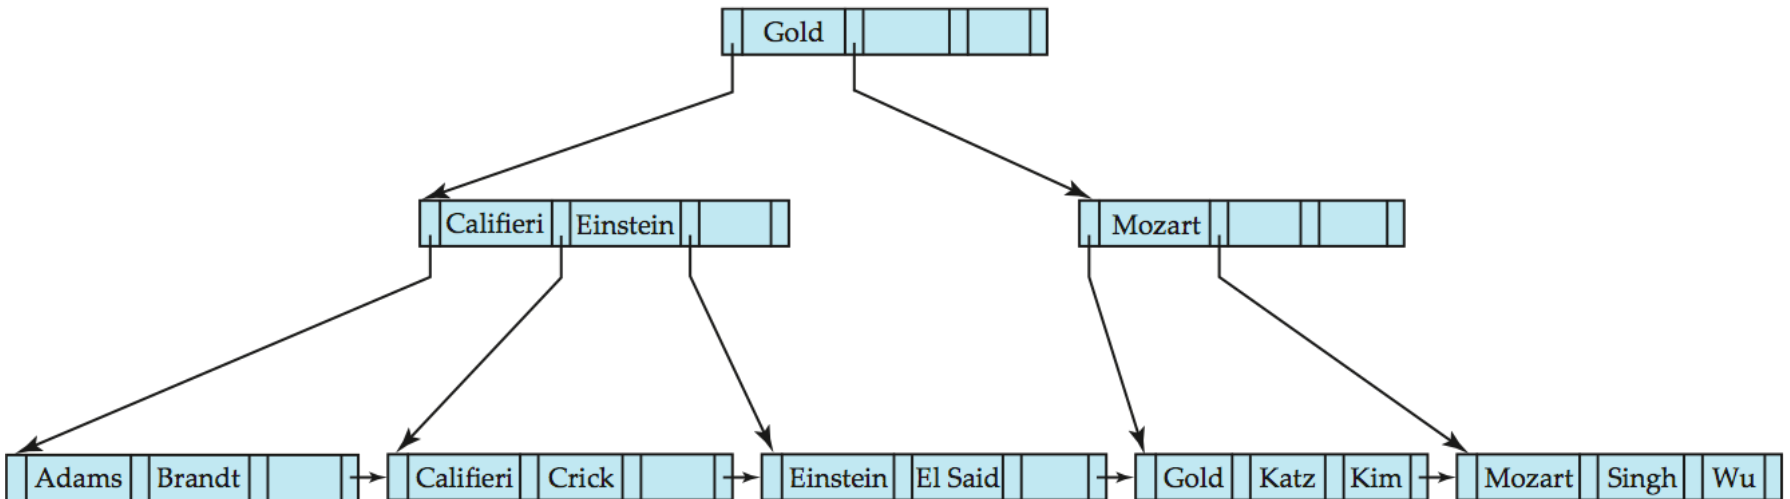 Gold
Califieri Einstein Mozart
Adams Brandt Califieri Crick Einstein El Said Gold Katz Kim Mozart Singh Wu